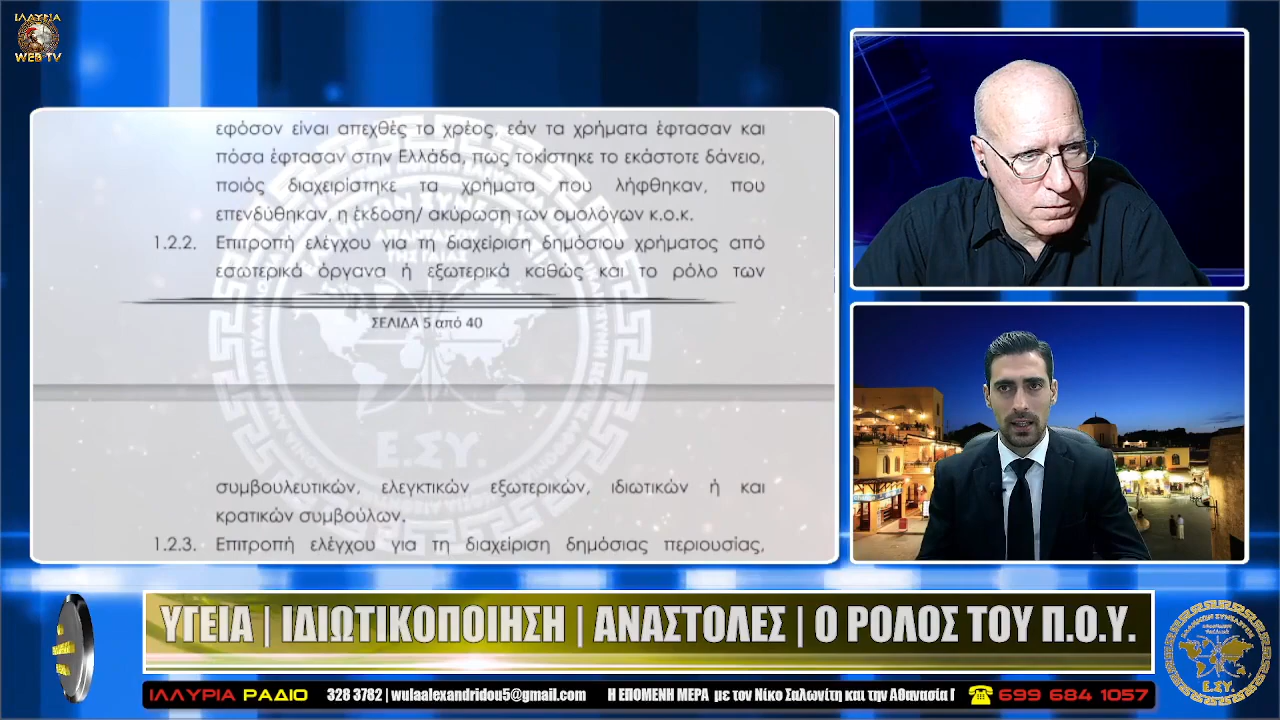 ΙΛΛΥΡΙΑ
WEB TV
εφόσον είναι απεχθές το χρέος, εάν τα χρήματα έφτασαν και
πόσα έφτασαν στην Ελλάδα, πως τοκίστηκε το εκάστοτε δάνειο,
ποιός διαχειρίστηκε τα χρήματα που λήφθηκαν, που
επενδύθηκαν, η έκδοση/ ακύρωση των ομολόγων κ.ο.κ.
1.2.2. Επιτροπή ελέγχου για τη διαχείριση δημόσιου χρήματος από
εσωτερικά όργανα ή εξωτερικά καθώς και το ρόλο των
ΣΕΛΙΔΑ 5 από 40
Ε.ΣΥ.
συμβουλευτικών, ελεγκτικών εξωτερικών, ιδιωτικών ή και
κρατικών συμβούλων.
1.2.3. Επιτροπή ελέγχου για τη διαχείριση δημόσιας περιουσίας,
ΥΓΕΙΑ | ΙΔΙΩΤΙΚΟΠΟΙΗΣΗ | ΑΝΑΣΤΟΛΕΣ | Ο ΡΟΛΟΣ ΤΟΥ Π.Ο.Υ.
Ε.ΣΥ.
ΙΛΛΥΡΙΑ ΡΑΔΙΟ 328 3782 | wulaalexandridou5@gmail.com Η ΕΠΟΜΕΝΗ ΜΕΡΑ με τον Νίκο Σαλωνίτη και την Αθανασία 699 684 1057